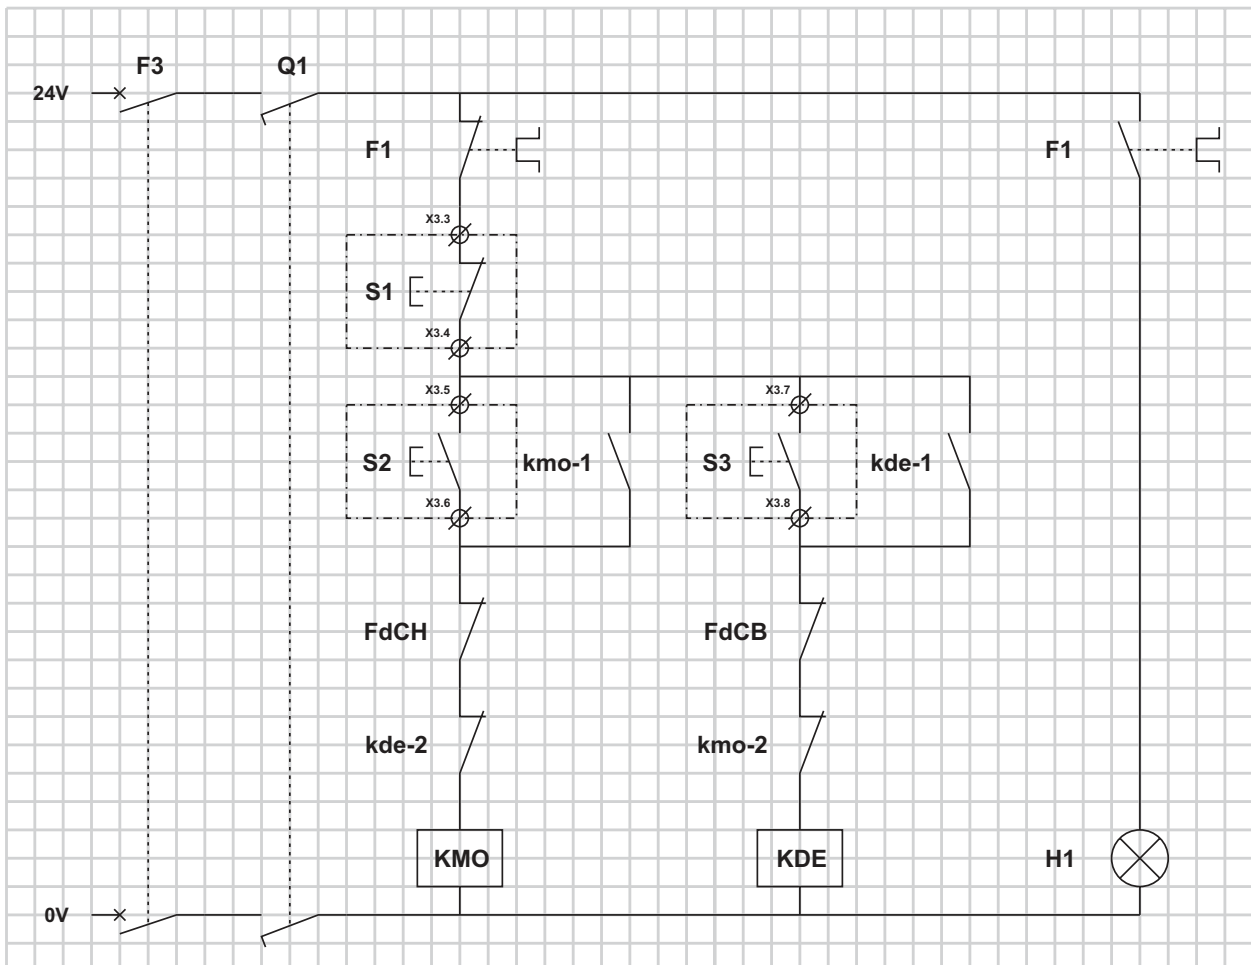 F3 Q1
24V
F1 F1
X3.3
S1
X3.4
X3.5 X3.7
S2 kmo-1 S3 kde-1
X3.6 X3.8
FdCH FdCB
kde-2 kmo-2
KMO KDE H1
0V